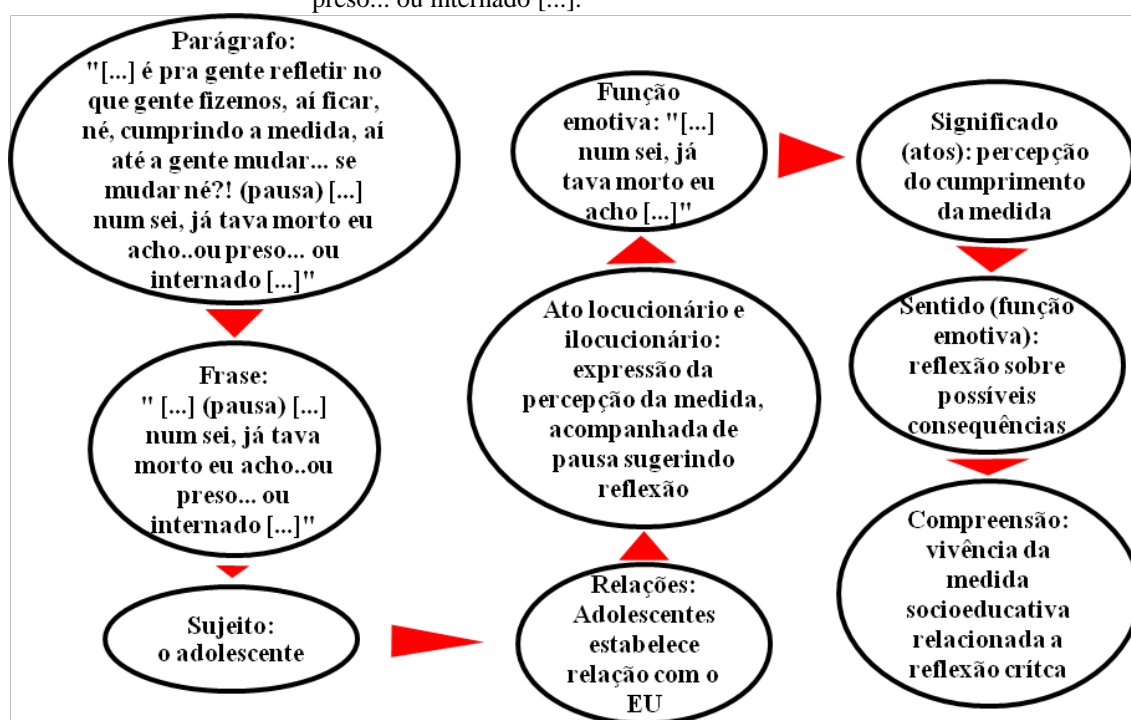 preso... ou internado [...].
Parágrafo:
"[...] é pra gente refletir no
que gente fizemos, aí ficar,
né, cumprindo a medida, aí
até a gente mudar... se
mudar né?! (pausa) [...]
num sei, já tava morto eu
acho..ou preso... ou
internado [...]"
Frase:
" [...] (pausa) [...]
num sei, já tava
morto eu acho..ou
preso... ou
internado [...]"
Sujeito:
o adolescente
Relações:
Adolescentes
estabelece
relação com o
EU
Ato locucionário e
ilocucionário:
expressão da
percepção da medida,
acompanhada de
pausa sugerindo
reflexão
Função
emotiva: "[...]
num sei, já
tava morto eu
acho [...]"
Significado
(atos): percepção
do cumprimento
da medida
Sentido (função
emotiva):
reflexão sobre
possíveis
consequências
Compreensão:
vivência da
medida
socioeducativa
relacionada a
reflexão crítca